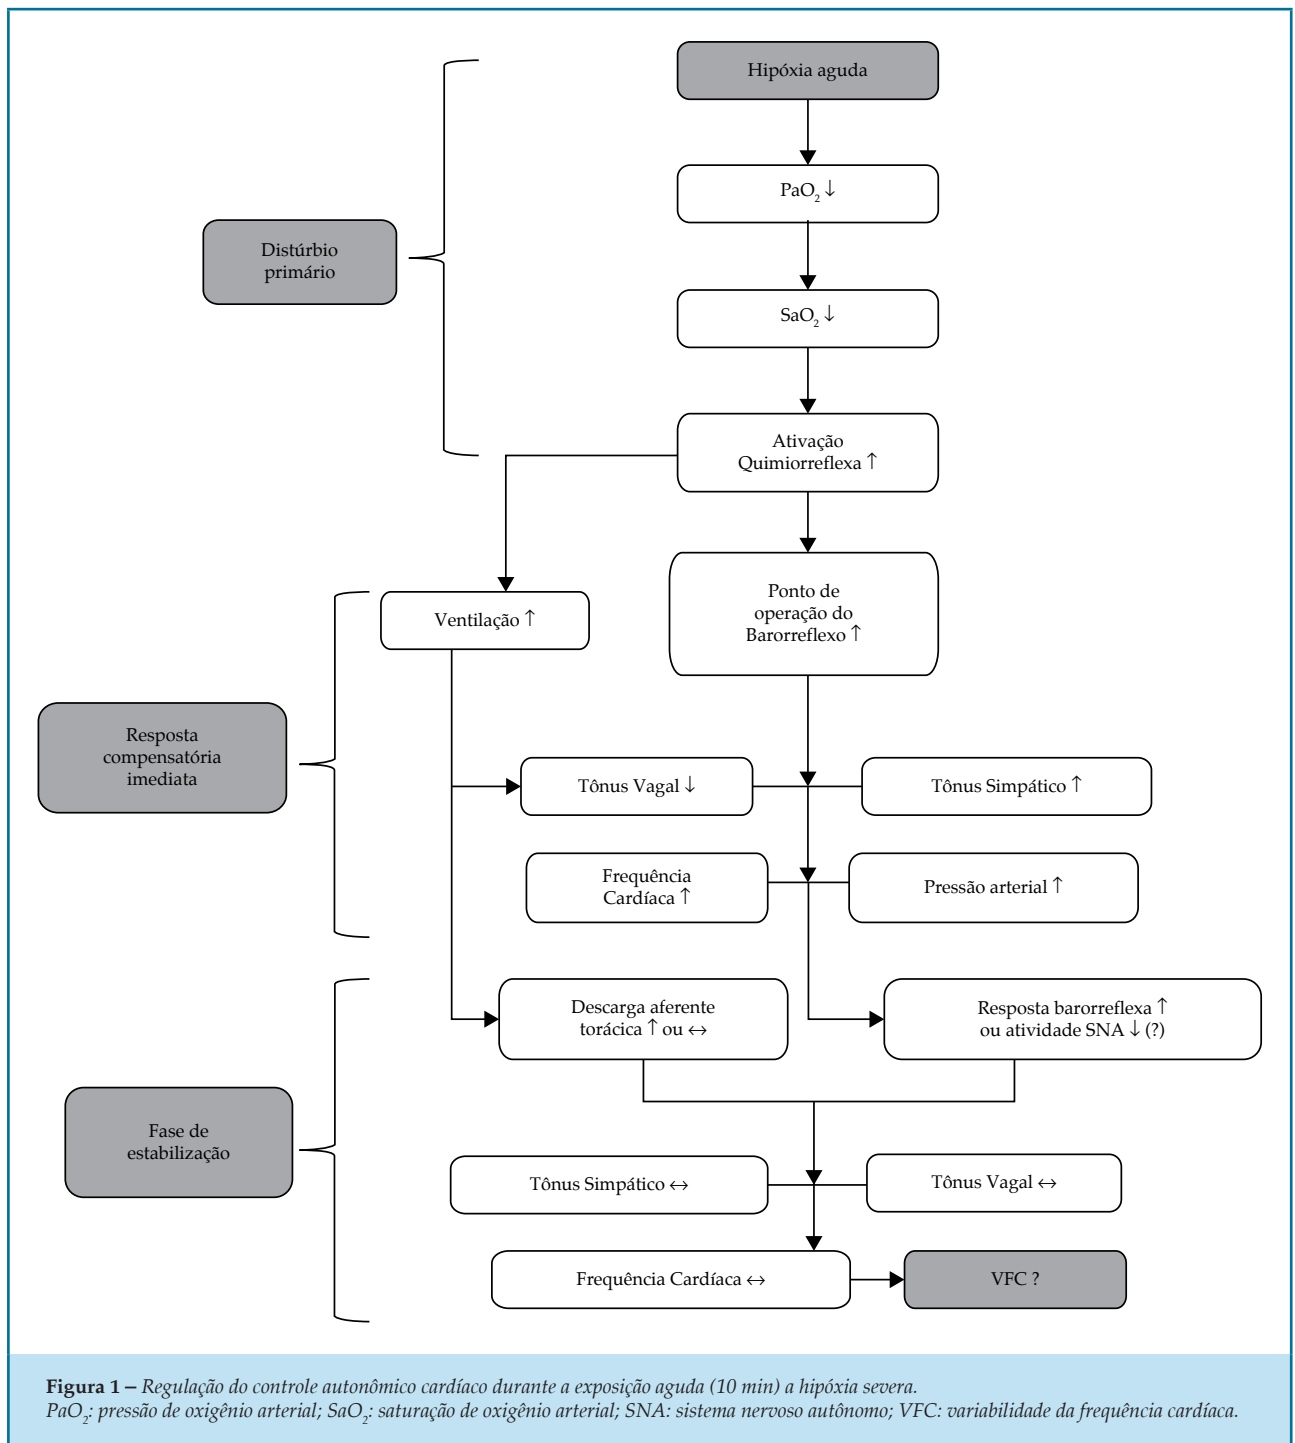 Hipóxia aguda
PaO₂ ↓
Distúrbio
primário
SaO₂ ↓
Ativação
Quimiorreflexa ↑
Ponto de
operação do
Barorreflexo ↑
Ventilação ↑
Resposta
compensatória
imediata
Tônus Vagal ↓
Tônus Simpático ↑
Frequência
Cardíaca ↑
Pressão arterial ↑
Descarga aferente
torácica ↑ ou ↔
Resposta barorreflexa ↑
ou atividade SNA ↓ (?)
Fase de
estabilização
Tônus Simpático ↔
Tônus Vagal ↔
Frequência Cardíaca ↔
VFC ?
Figura 1 – Regulação do controle autonômico cardíaco durante a exposição aguda (10 min) a hipóxia severa.
PaO₂: pressão de oxigênio arterial; SaO₂: saturação de oxigênio arterial; SNA: sistema nervoso autônomo; VFC: variabilidade da frequência cardíaca.